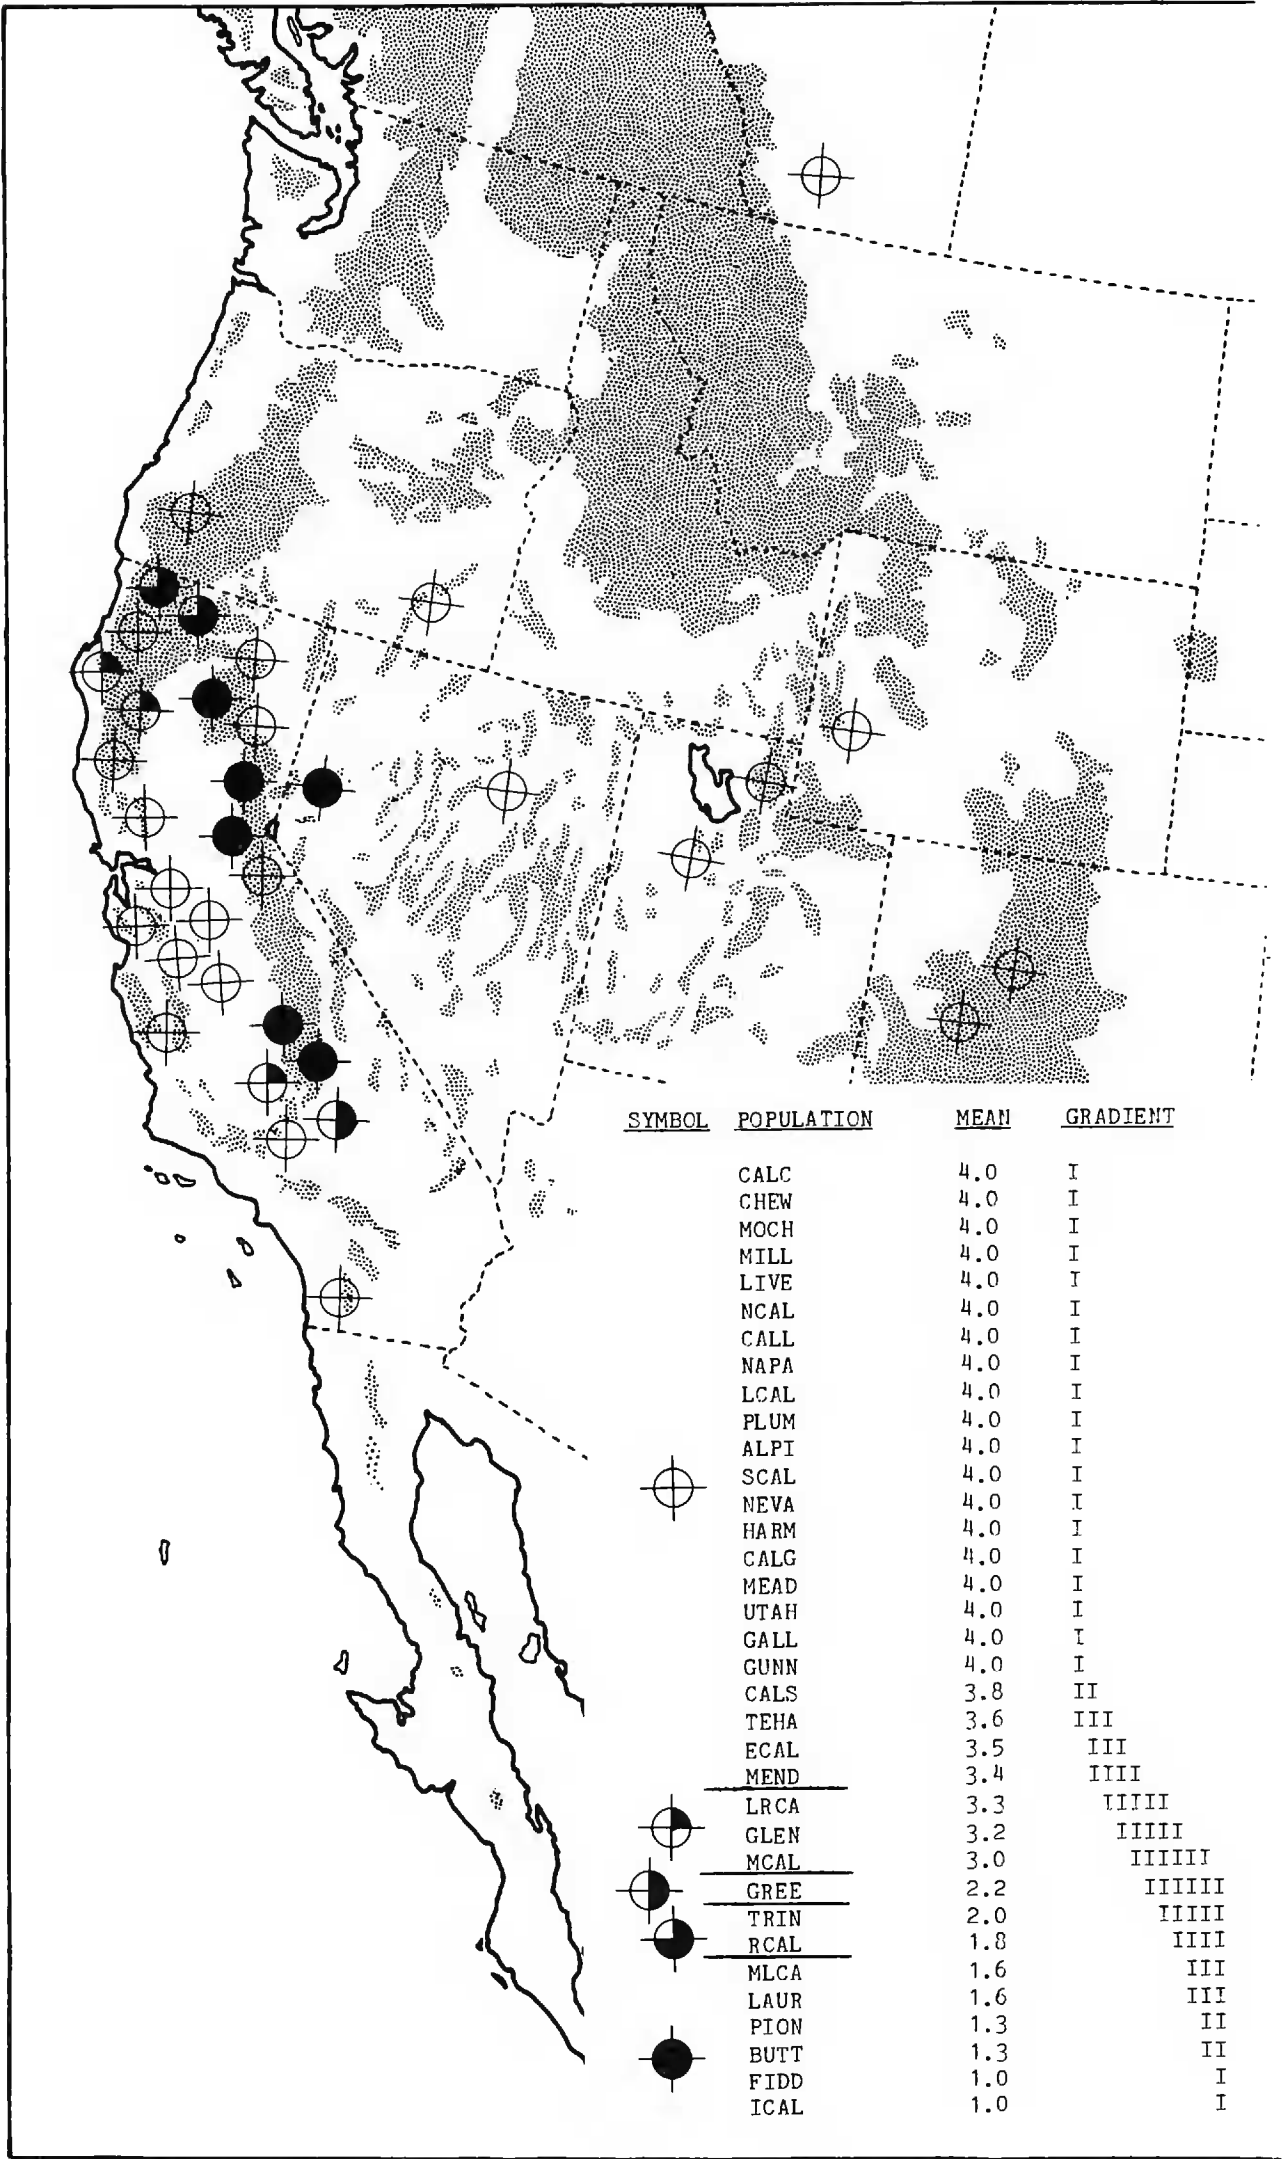 SYMBOL POPULATION MEAN GRADIENT
CALC 4.0 I
CHEW 4.0 I
MOCH 4.0 I
MILL 4.0 I
LIVE 4.0 I
NCAL 4.0 I
CALL 4.0 I
NAPA 4.0 I
LCAL 4.0 I
PLUM 4.0 I
ALPI 4.0 I
SCAL 4.0 I
NEVA 4.0 I
HARM 4.0 I
CALG 4.0 I
MEAD 4.0 I
UTAH 4.0 I
GALL 4.0 I
GUNN 4.0 I
CALS 3.8 II
TEHA 3.6 III
ECAL 3.5 III
MEND 3.4 IIII
LRCA 3.3 IIIII
GLEN 3.2 IIIII
MCAL 3.0 IIIIII
GREE 2.2 IIIIII
TRIN 2.0 IIIII
RCAL 1.8 IIII
MLCA 1.6 III
LAUR 1.6 III
PION 1.3 II
BUTT 1.3 II
FIDD 1.0 I
ICAL 1.0 I